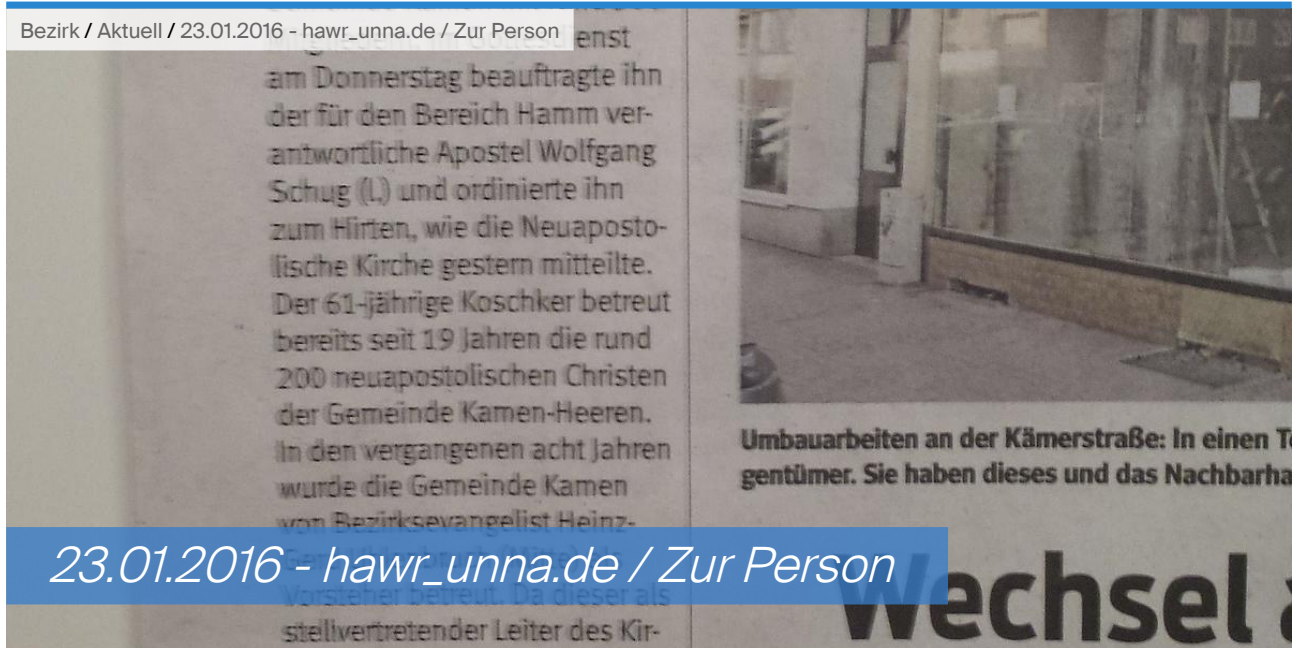 Bezirk / Aktuell / 23.01.2016 - hawr_unna.de / Zur Person
enst
am Donnerstag beauftragte ihn
der für den Bereich Hamm ver-
antwortliche Apostel Wolfgang
Schug (l.) und ordinierte ihn
zum Hirten, wie die Neuaposto-
lische Kirche gestern mitteilte.
Der 61-jährige Koschker betreut
bereits seit 19 Jahren die rund
200 neuapostolischen Christen
der Gemeinde Kamen-Heeren.
In den vergangenen acht Jahren
wurde die Gemeinde Kamen
von Bezirksevangelist Heinz-
Vorsteher betreut. Da dieser als
stellvertretender Leiter des Kir-
23.01.2016 - hawr_unna.de / Zur Person
Umbauarbeiten an der Kämerstraße: In einen Te
gentümer. Sie haben dieses und das Nachbarha
Wechsel a